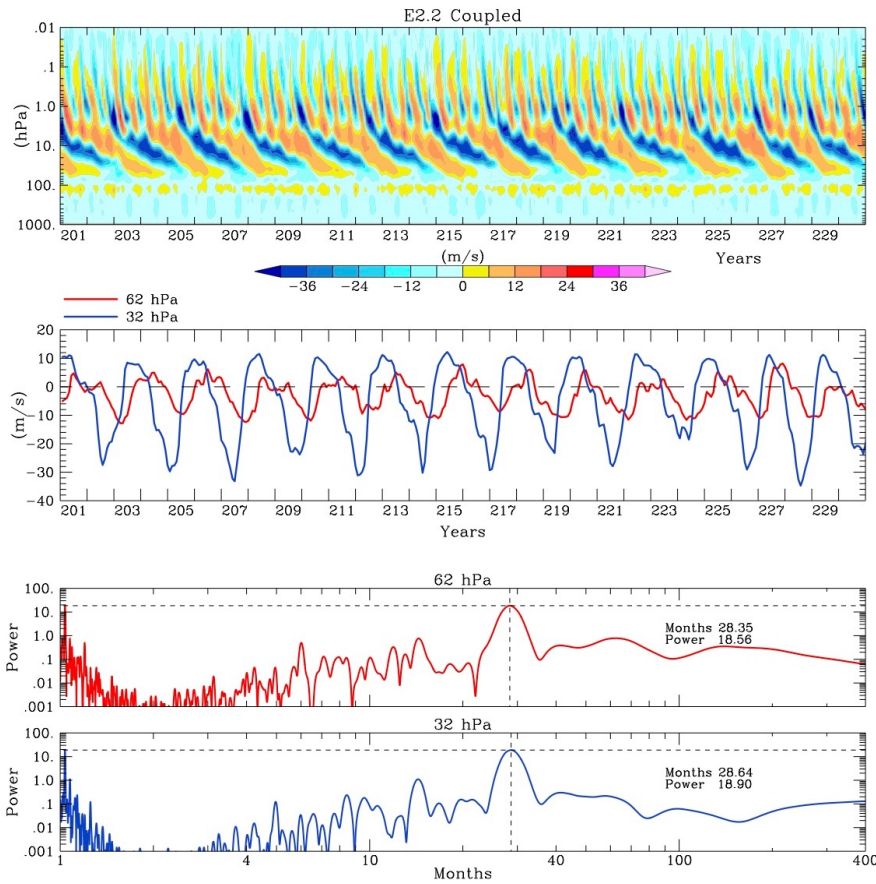 E2.2 Coupled
.01
.1
1.0
10.
100.
1000.
(hPa)
201 203 205 207 209 211 213 215 217 219 221 223 225 227 229
(m/s)
Years
−36 −24 −12 0 12 24 36
62 hPa
32 hPa
20
10
0
−10
−20
−30
−40
(m/s)
201 203 205 207 209 211 213 215 217 219 221 223 225 227 229
Years
62 hPa
100.
10.
1.0
.1
.01
.001
Power
Months 28.35
Power 18.56
32 hPa
100.
10.
1.0
.1
.01
.001
Power
Months 28.64
Power 18.90
1 4 10 40 100 400
Months